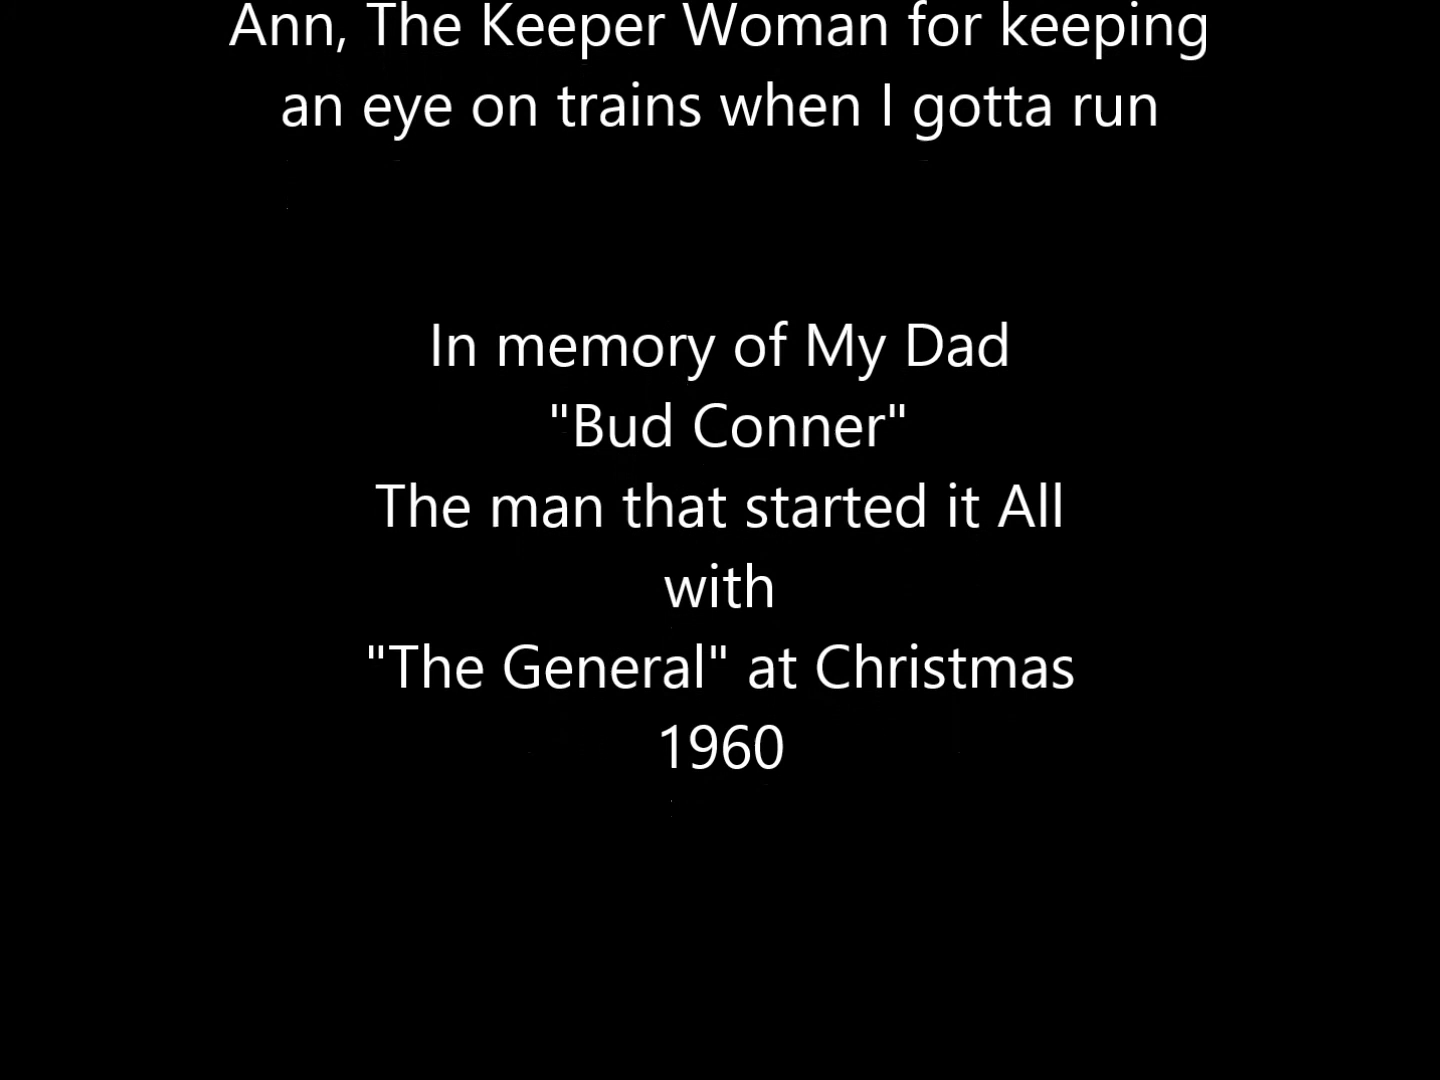 Ann, The Keeper Woman for keeping
an eye on trains when I gotta run
In memory of My Dad
"Bud Conner"
The man that started it All
with
"The General" at Christmas
1960